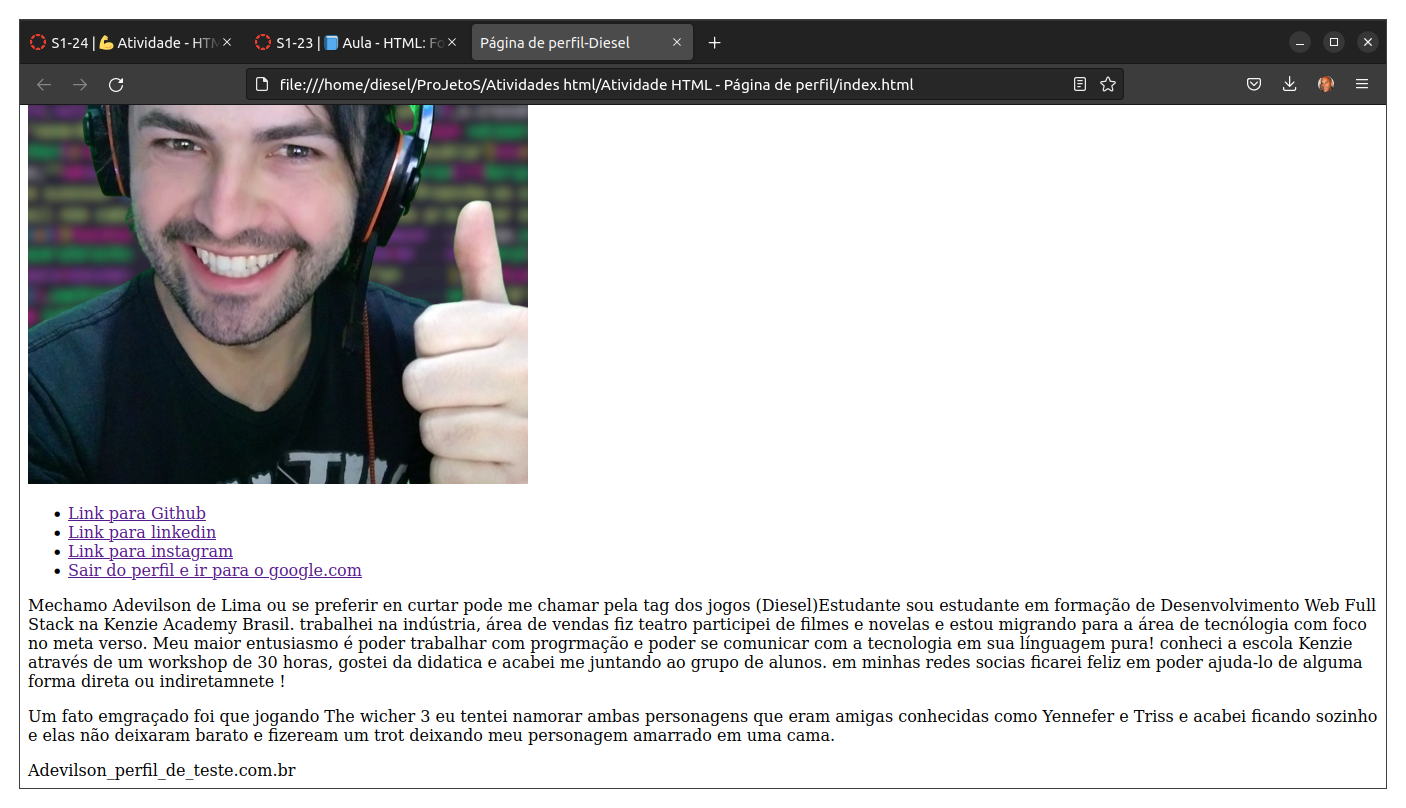 S1-24 | 💪 Atividade - HTM
S1-23 | 📘 Aula - HTML: Fo
Página de perfil-Diesel
file:///home/diesel/ProJetoS/Atividades html/Atividade HTML - Página de perfil/index.html
Link para Github
Link para linkedin
Link para instagram
Sair do perfil e ir para o google.com
Mechamo Adevilson de Lima ou se preferir en curtar pode me chamar pela tag dos jogos (Diesel)Estudante sou estudante em formação de Desenvolvimento Web Full
Stack na Kenzie Academy Brasil. trabalhei na indústria, área de vendas fiz teatro participei de filmes e novelas e estou migrando para a área de tecnólogia com foco
no meta verso. Meu maior entusiasmo é poder trabalhar com progrmação e poder se comunicar com a tecnologia em sua línguagem pura! conheci a escola Kenzie
através de um workshop de 30 horas, gostei da didatica e acabei me juntando ao grupo de alunos. em minhas redes socias ficarei feliz em poder ajuda-lo de alguma
forma direta ou indiretamnete !
Um fato emgraçado foi que jogando The wicher 3 eu tentei namorar ambas personagens que eram amigas conhecidas como Yennefer e Triss e acabei ficando sozinho
e elas não deixaram barato e fizeream um trot deixando meu personagem amarrado em uma cama.
Adevilson_perfil_de_teste.com.br